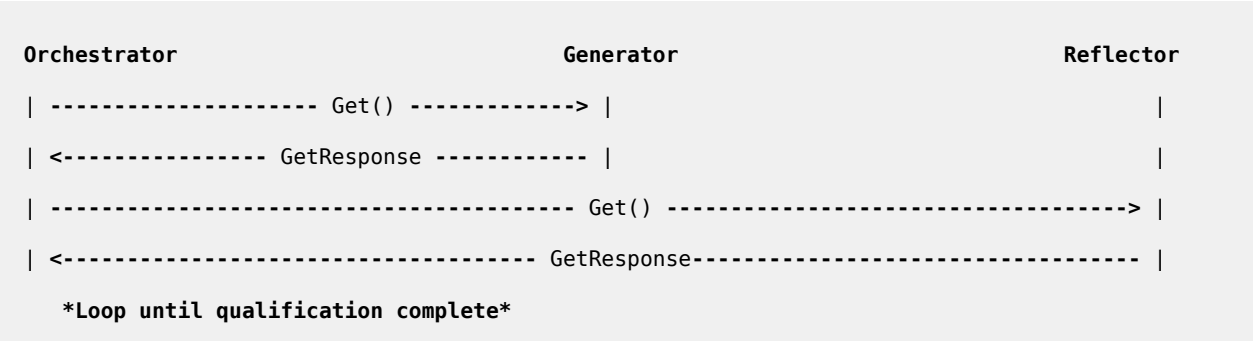 Orchestrator Generator Reflector
| --------------------- Get() -------------> | |
| <---------------- GetResponse ------------ | |
| ----------------------------------------- Get() ------------------------------------> |
| <------------------------------------- GetResponse----------------------------------- |
*Loop until qualification complete*